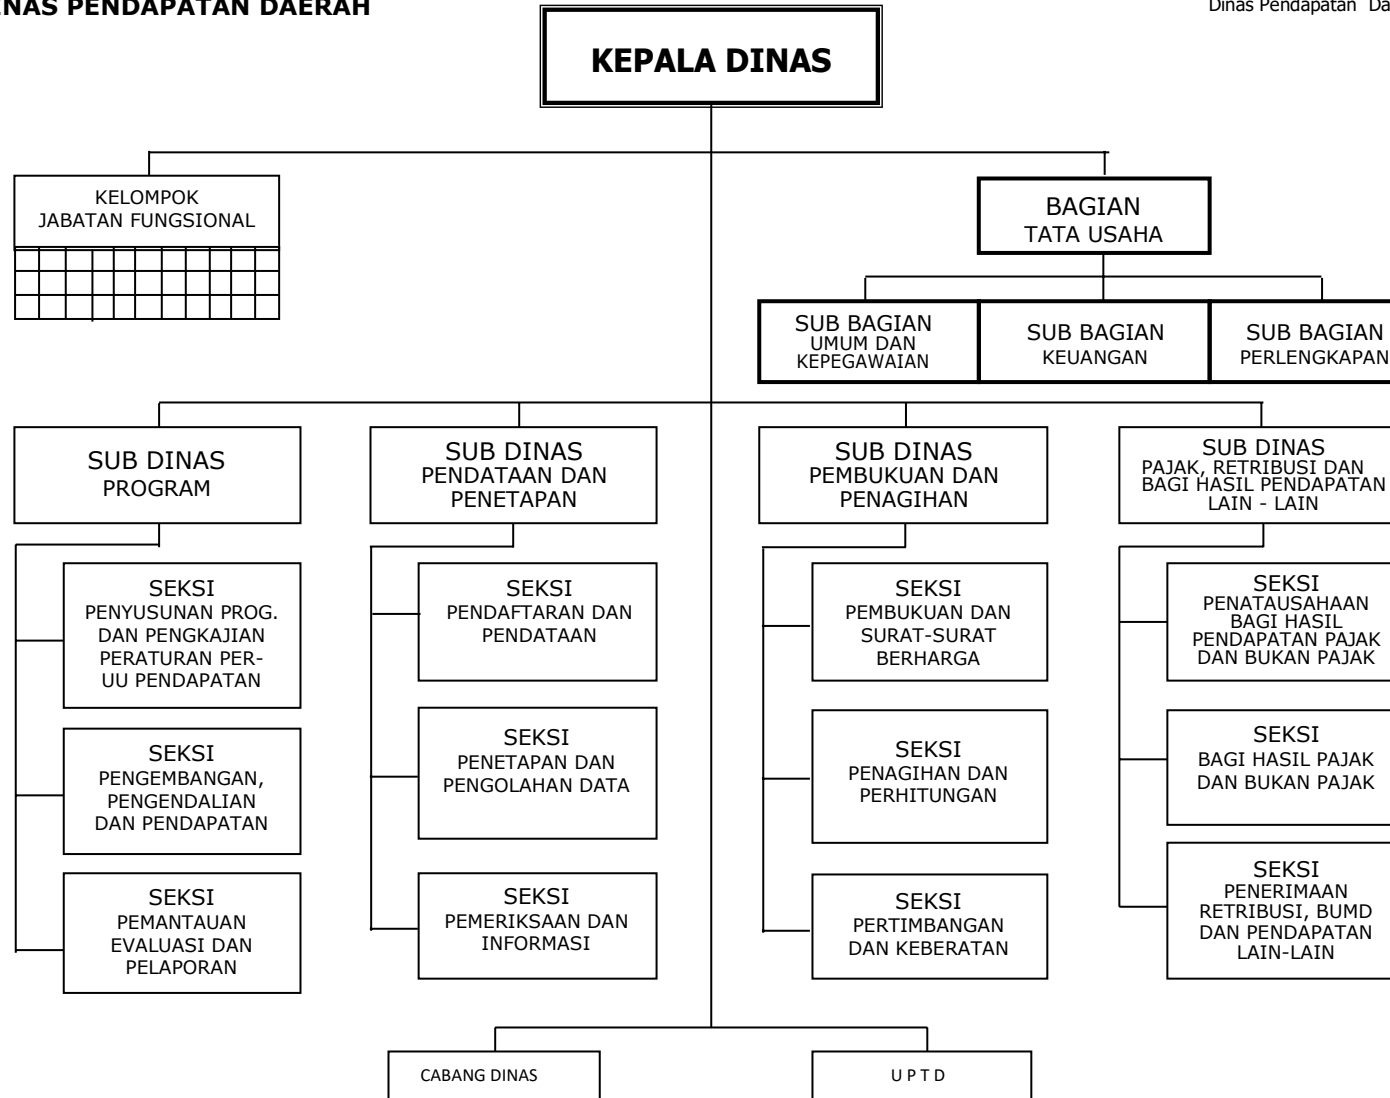 ENAS PENDAPATAN DAERAH
Dinas Pendapatan Da
KEPALA DINAS
KELOMPOK
JABATAN FUNGSIONAL
BAGIAN
TATA USAHA
SUB BAGIAN
UMUM DAN
KEPEGAWAIAN
SUB BAGIAN
KEUANGAN
SUB BAGIAN
PERLENGKAPAN
SUB DINAS
PROGRAM
SUB DINAS
PENDATAAN DAN
PENETAPAN
SUB DINAS
PEMBUKUAN DAN
PENAGIHAN
SUB DINAS
PAJAK, RETRIBUSI DAN
BAGI HASIL PENDAPATAN
LAIN - LAIN
SEKSI
PENYUSUNAN PROG.
DAN PENGKAJIAN
PERATURAN PER-
UU PENDAPATAN
SEKSI
PENGEMBANGAN,
PENGENDALIAN
DAN PENDAPATAN
SEKSI
PEMANTAUAN
EVALUASI DAN
PELAPORAN
SEKSI
PENDAFTARAN DAN
PENDATAAN
SEKSI
PENETAPAN DAN
PENGOLAHAN DATA
SEKSI
PEMERIKSAAN DAN
INFORMASI
SEKSI
PEMBUKUAN DAN
SURAT-SURAT
BERHARGA
SEKSI
PENAGIHAN DAN
PERHITUNGAN
SEKSI
PERTIMBANGAN
DAN KEBERATAN
SEKSI
PENATAUSAHAAN
BAGI HASIL
PENDAPATAN PAJAK
DAN BUKAN PAJAK
SEKSI
BAGI HASIL PAJAK
DAN BUKAN PAJAK
SEKSI
PENERIMAAN
RETRIBUSI, BUMD
DAN PENDAPATAN
LAIN-LAIN
CABANG DINAS
U P T D